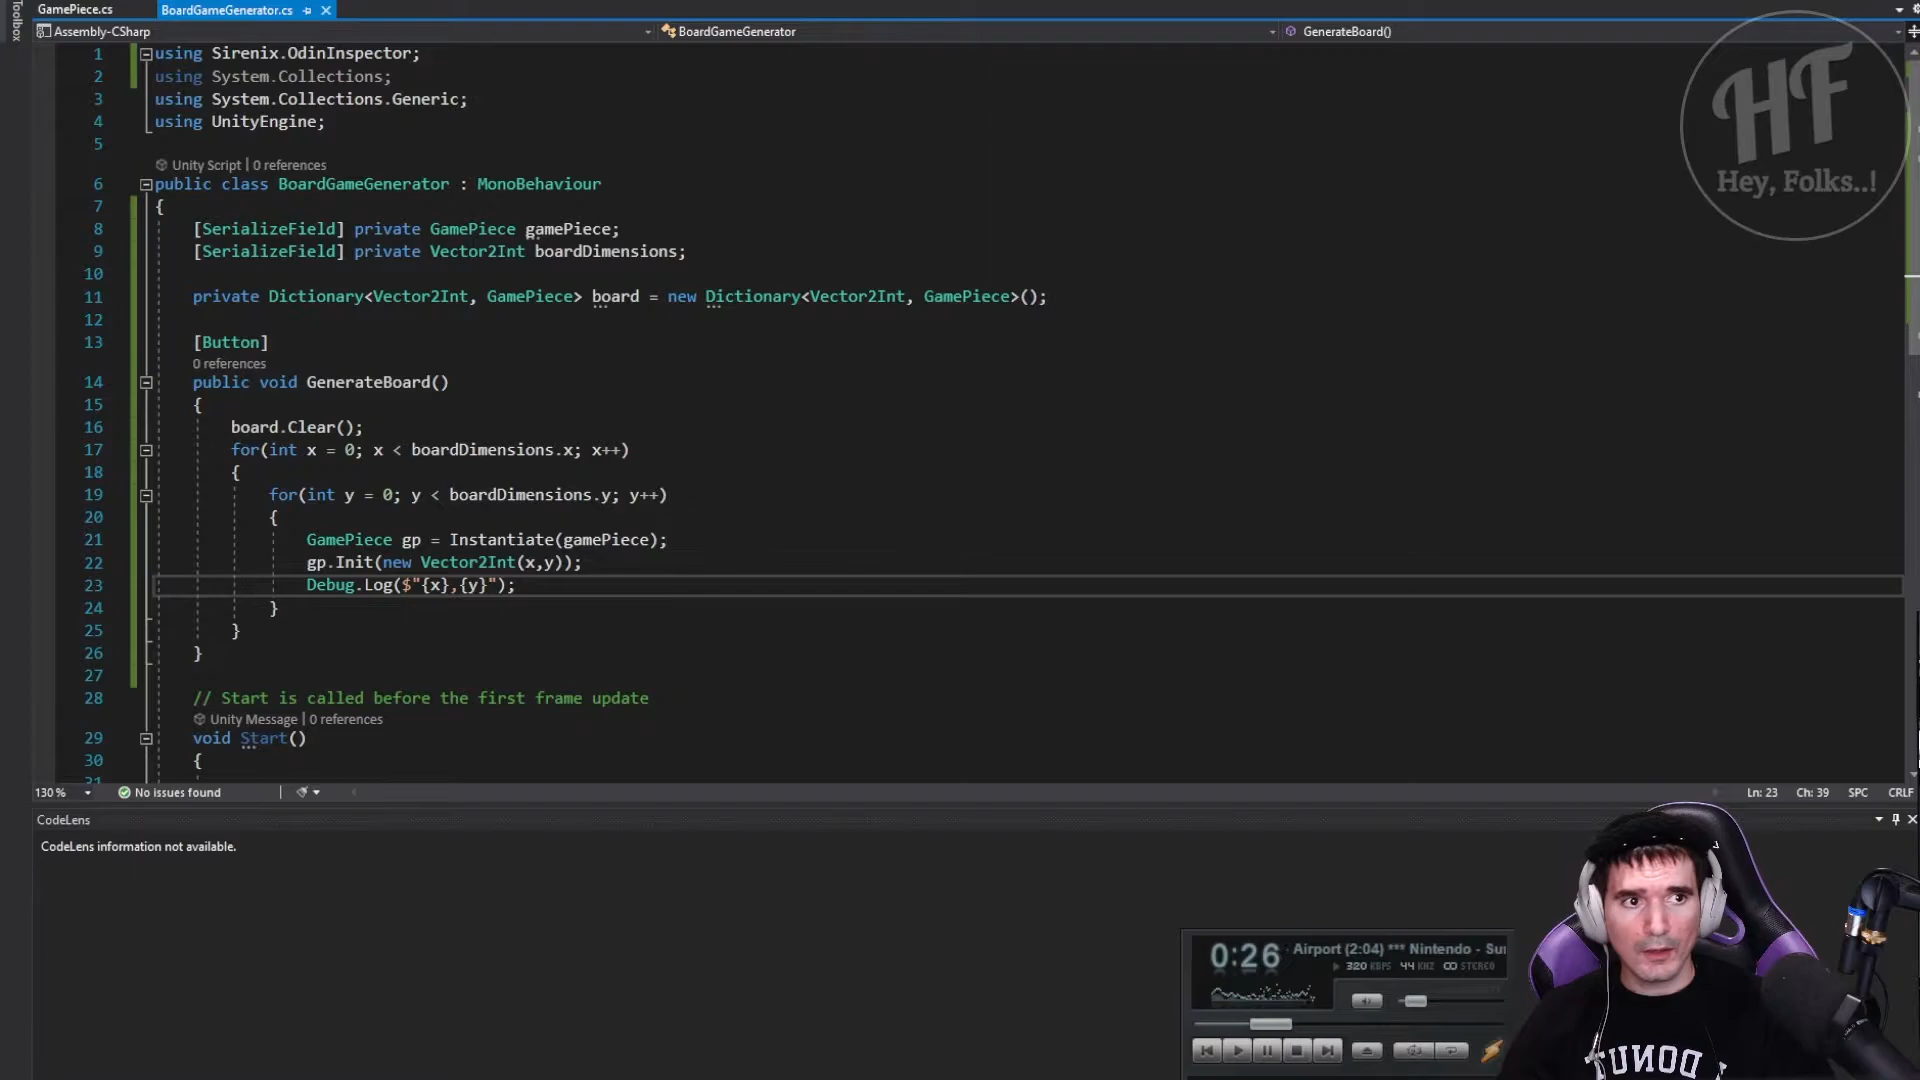 GamePiece.cs
BoardGameGenerator.cs
Toolbox
Assembly-CSharp
BoardGameGenerator
GenerateBoard()
1 using Sirenix.OdinInspector;
2 using System.Collections;
3 using System.Collections.Generic;
4 using UnityEngine;
5
Unity Script | 0 references
6 public class BoardGameGenerator : MonoBehaviour
7 {
8 [SerializeField] private GamePiece gamePiece;
9 [SerializeField] private Vector2Int boardDimensions;
10
11 private Dictionary<Vector2Int, GamePiece> board = new Dictionary<Vector2Int, GamePiece>();
12
13 [Button]
0 references
14 public void GenerateBoard()
15 {
16 board.Clear();
17 for(int x = 0; x < boardDimensions.x; x++)
18 {
19 for(int y = 0; y < boardDimensions.y; y++)
20 {
21 GamePiece gp = Instantiate(gamePiece);
22 gp.Init(new Vector2Int(x,y));
23 Debug.Log($"{x},{y}");
24 }
25 }
26 }
27
28 // Start is called before the first frame update
Unity Message | 0 references
29 void Start()
30 {
31
HF
Hey, Folks..!
130 %
No issues found
Ln: 23
Ch: 39
SPC
CRLF
CodeLens
CodeLens information not available.
0:26
Airport (2:04) *** Nintendo - Su
320 KBPS 44 KHZ STEREO
DONUT